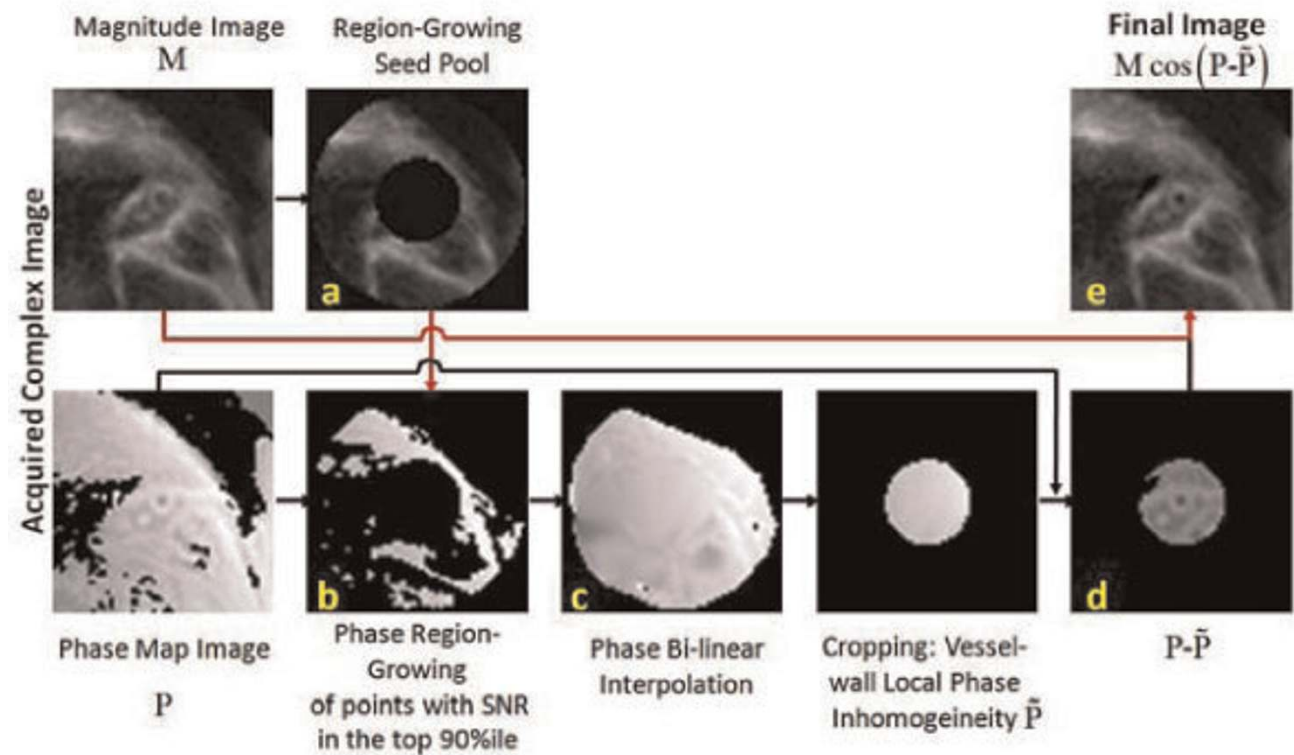 Magnitude Image
M
Region-Growing
Seed Pool
Final Image
M cos(P-P̃)
Acquired Complex Image
a
e
b
c
d
Phase Map Image
P
Phase Region-
Growing
of points with SNR
in the top 90%ile
Phase Bi-linear
Interpolation
Cropping: Vessel-
wall Local Phase
Inhomogeineity P̃
P-P̃